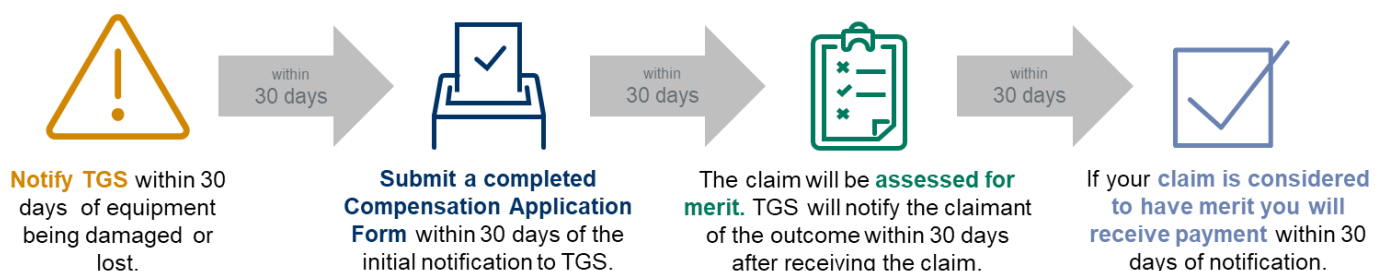 within
30 days
within
30 days
within
30 days
Notify TGS within 30
days of equipment
being damaged or
lost.
Submit a completed
Compensation Application
Form within 30 days of the
initial notification to TGS.
The claim will be assessed for
merit. TGS will notify the claimant
of the outcome within 30 days
after receiving the claim.
If your claim is considered
to have merit you will
receive payment within 30
days of notification.